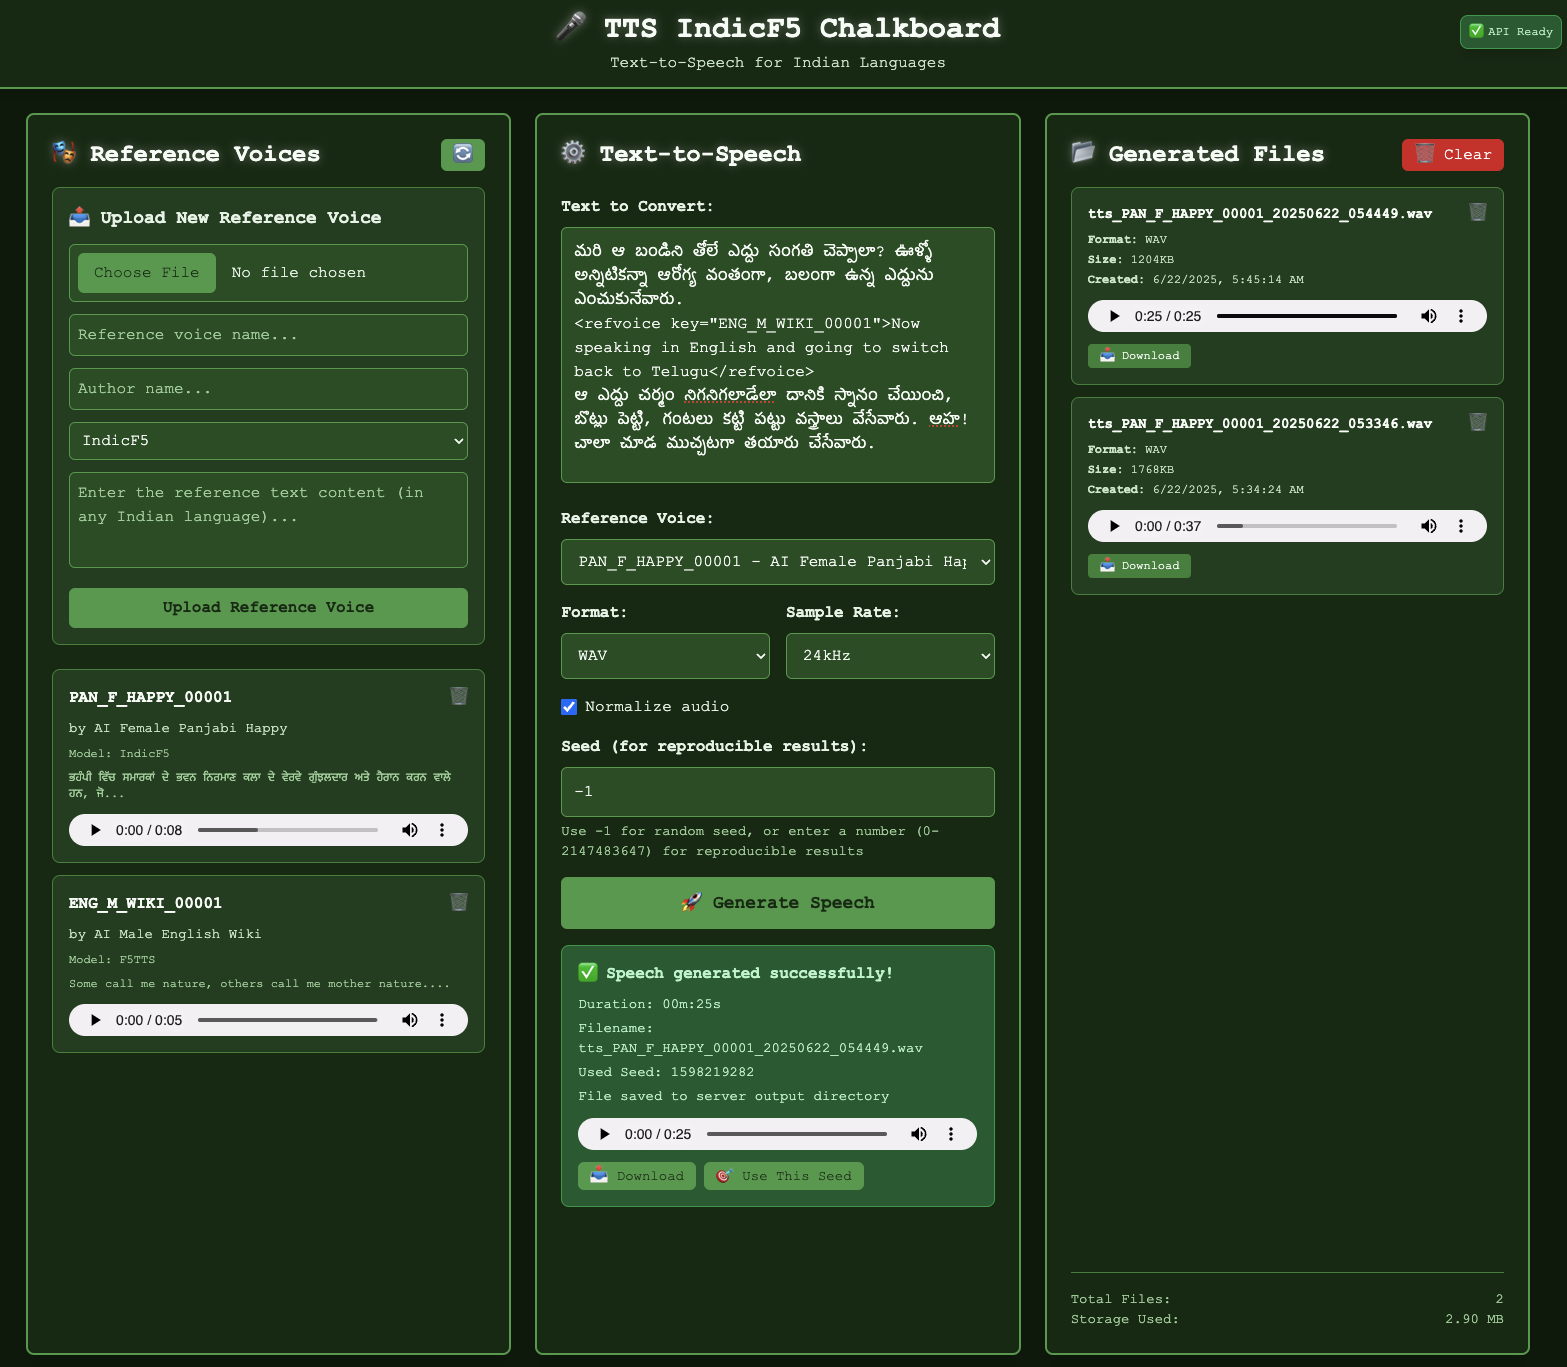 🎤 TTS IndicF5 Chalkboard
Text-to-Speech for Indian Languages
✅ API Ready
🎭 Reference Voices
📤 Upload New Reference Voice
Choose File No file chosen
Reference voice name...
Author name...
IndicF5
Enter the reference text content (in
any Indian language)...
Upload Reference Voice
PAN_F_HAPPY_00001
by AI Female Panjabi Happy
Model: IndicF5
ਭਹੰਪੀ ਵਿੱਚ ਸਮਾਰਕਾਂ ਦੇ ਭਵਨ ਨਿਰਮਾਣ ਕਲਾ ਦੇ ਵੇਰਵੇ ਗੁੰਝਲਦਾਰ ਅਤੇ ਹੈਰਾਨ ਕਰਨ ਵਾਲੇ
ਹਨ, ਜੋ...
0:00 / 0:08
ENG_M_WIKI_00001
by AI Male English Wiki
Model: F5TTS
Some call me nature, others call me mother nature....
0:00 / 0:05
⚙️ Text-to-Speech
Text to Convert:
మరి ఆ బండిని తోలే ఎద్దు సంగతి చెప్పాలా? ఊళ్ళో
అన్నిటికన్నా ఆరోగ్య వంతంగా, బలంగా ఉన్న ఎద్దును
ఎంచుకునేవారు.
<refvoice key="ENG_M_WIKI_00001">Now
speaking in English and going to switch
back to Telugu</refvoice>
ఆ ఎద్దు చర్మం నిగనిగలాడేలా దానికి స్నానం చేయించి,
బొట్లు పెట్టి, గంటలు కట్టి పట్టు వస్త్రాలు వేసేవారు. ఆహ!
చాలా చూడ ముచ్చటగా తయారు చేసేవారు.
Reference Voice:
PAN_F_HAPPY_00001 - AI Female Panjabi Hap
Format: Sample Rate:
WAV 24kHz
Normalize audio
Seed (for reproducible results):
-1
Use -1 for random seed, or enter a number (0-
2147483647) for reproducible results
🚀 Generate Speech
✅ Speech generated successfully!
Duration: 00m:25s
Filename:
tts_PAN_F_HAPPY_00001_20250622_054449.wav
Used Seed: 1598219282
File saved to server output directory
0:00 / 0:25
📥 Download 🎯 Use This Seed
📁 Generated Files 🗑️ Clear
tts_PAN_F_HAPPY_00001_20250622_054449.wav
Format: WAV
Size: 1204KB
Created: 6/22/2025, 5:45:14 AM
0:25 / 0:25
📥 Download
tts_PAN_F_HAPPY_00001_20250622_053346.wav
Format: WAV
Size: 1768KB
Created: 6/22/2025, 5:34:24 AM
0:00 / 0:37
📥 Download
Total Files: 2
Storage Used: 2.90 MB